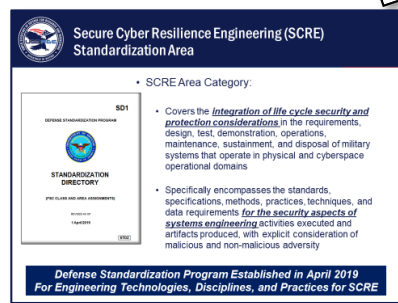 Secure Cyber Resilience Engineering (SCRE)
Standardization Area
• SCRE Area Category:
SD1
DEFENSE STANDARDIZATION PROGRAM
STANDARDIZATION
DIRECTORY
(FSC CLASS AND AREA ASSIGNMENTS)
1 April 2019
• Covers the integration of life cycle security and
protection considerations in the requirements,
design, test, demonstration, operations,
maintenance, sustainment, and disposal of military
systems that operate in physical and cyberspace
operational domains
• Specifically encompasses the standards,
specifications, methods, practices, techniques, and
data requirements for the security aspects of
systems engineering activities executed and
artifacts produced, with explicit consideration of
malicious and non-malicious adversity
Defense Standardization Program Established in April 2019
For Engineering Technologies, Disciplines, and Practices for SCRE